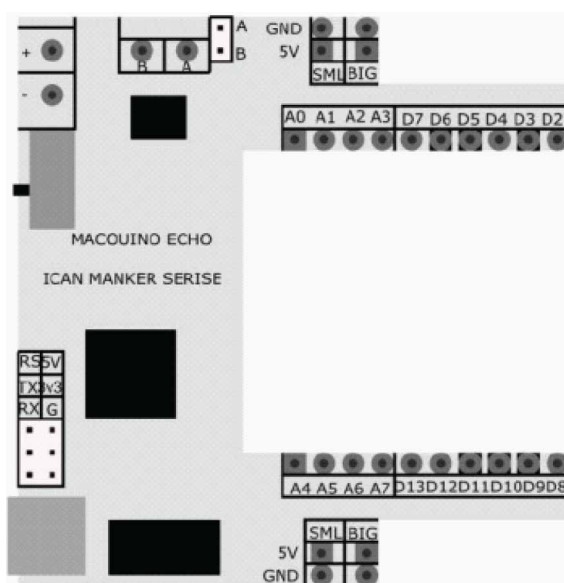 GND
5V
SML BIG
A
B
+
-
B A
A0 A1 A2 A3 D7 D6 D5 D4 D3 D2
MACOUINO ECHO
ICAN MANKER SERISE
RS 5V
TX 3v3
RX G
A4 A5 A6 A7 D13 D12 D11 D10 D9 D8
SML BIG
5V
GND